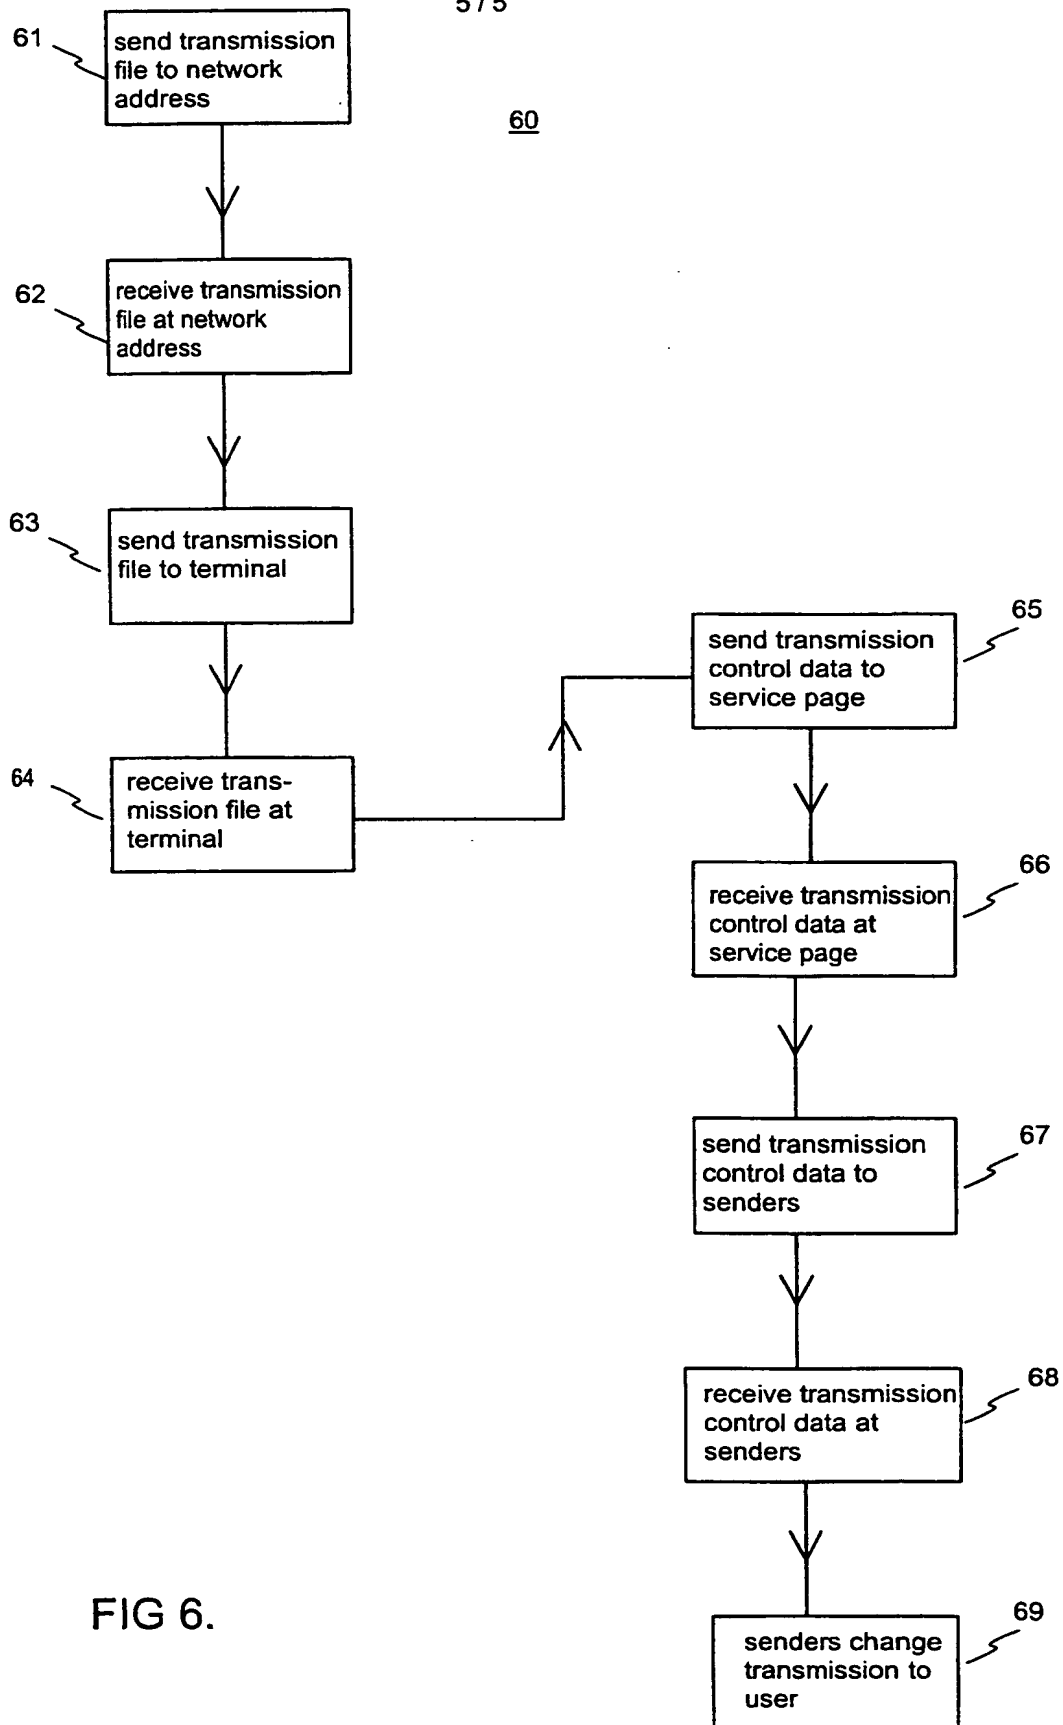 5 / 5
61
send transmission
file to network
address
60
62
receive transmission
file at network
address
63
send transmission
file to terminal
64
receive trans-
mission file at
terminal
65
send transmission
control data to
service page
66
receive transmission
control data at
service page
67
send transmission
control data to
senders
68
receive transmission
control data at
senders
69
senders change
transmission to
user
FIG 6.